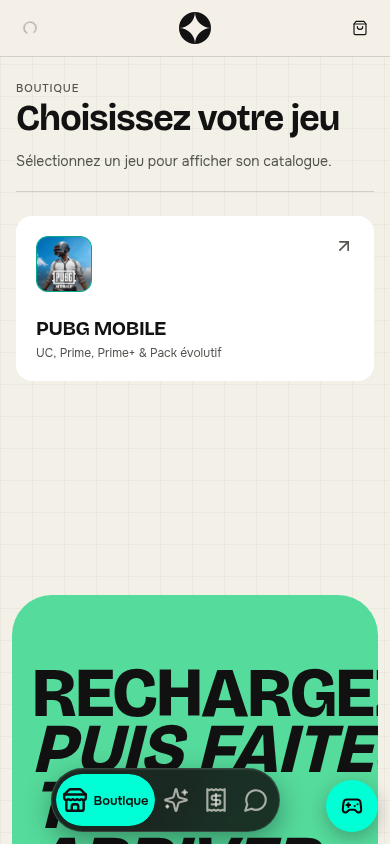 BOUTIQUE
Choisissez votre jeu
Sélectionnez un jeu pour afficher son catalogue.
PUBG
MOBILE
PUBG MOBILE
UC, Prime, Prime+ & Pack évolutif
RECHARGE
PUIS FAITE
Boutique